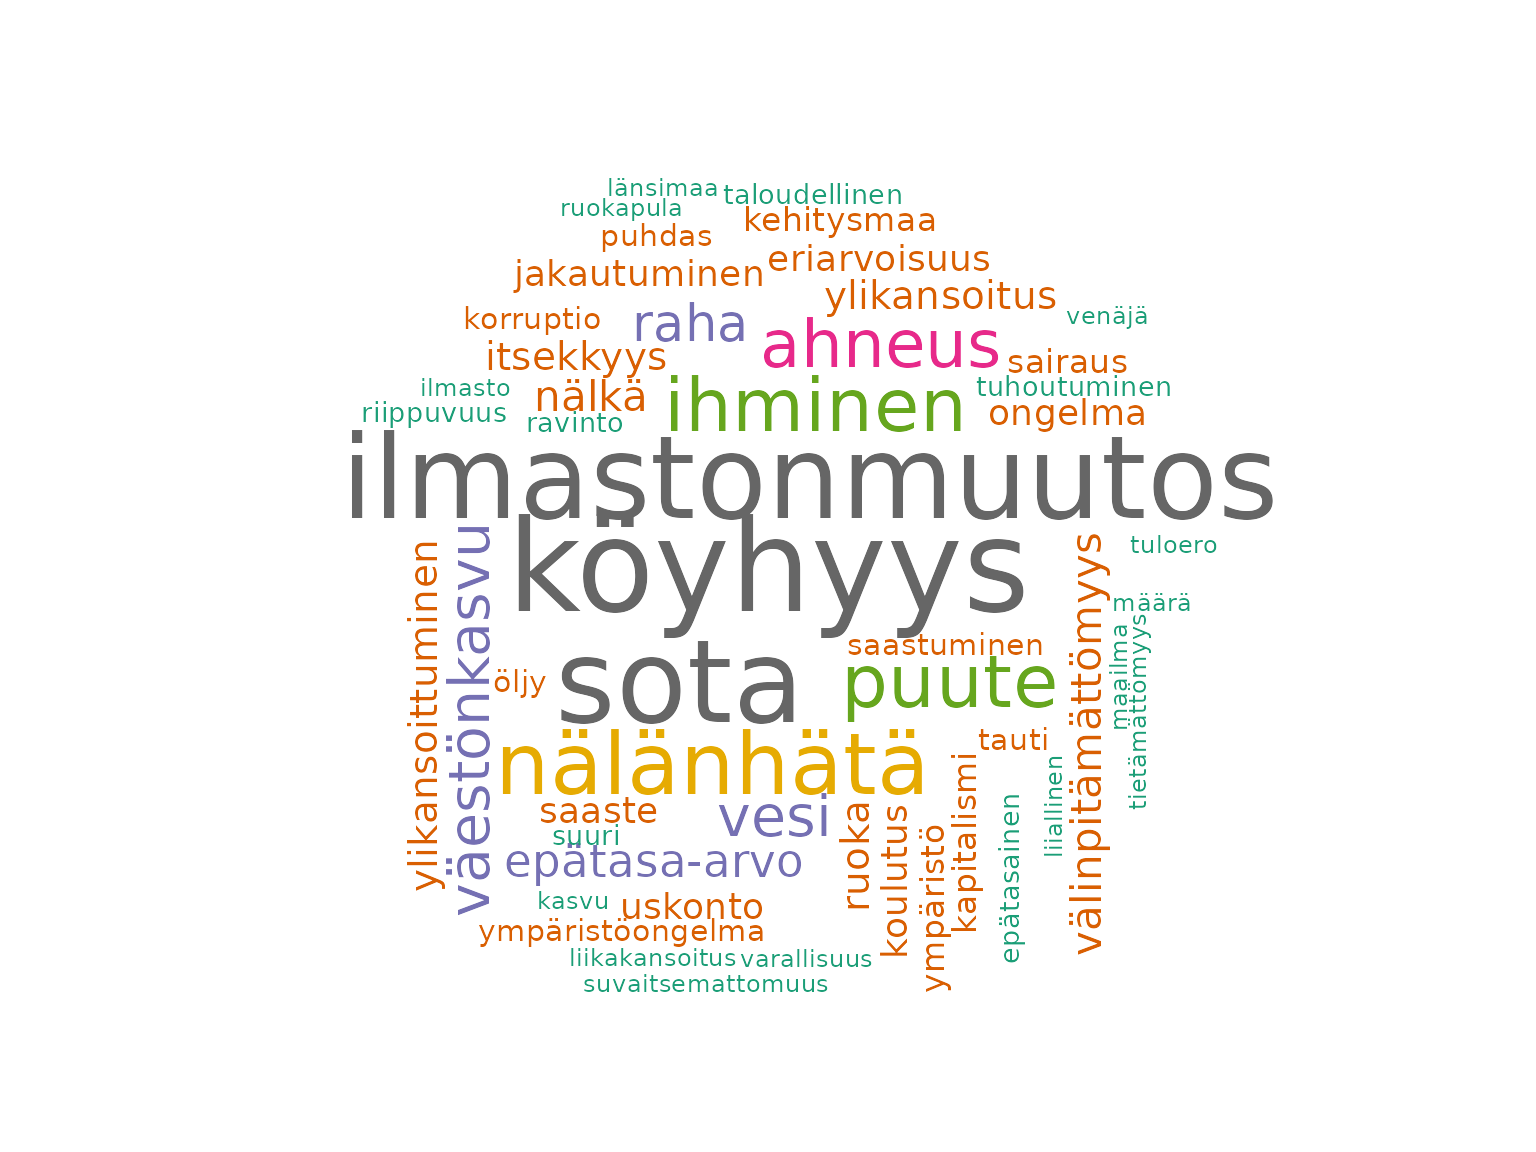 länsimaa
taloudellinen
ruokapula
kehitysmaa
puhdas
eriarvoisuus
jakautuminen
ylikansoitus
korruptio
raha
venäjä
ahneus
itsekkyys
sairaus
ilmasto
nälkä
ihminen
tuhoutuminen
riippuvuus
ravinto
ongelma
ilmastonmuutos
köyhyys
tuloero
väestönkasvu
ylikansoittuminen
välinpitämättömyys
määrä
maailma
tietämättömyys
saastuminen
öljy
sota
puute
tauti
nälänhätä
saaste
vesi
suuri
epätasa-arvo
ruoka
koulutus
ympäristö
kapitalismi
epätasainen
liiallinen
kasvu
uskonto
ympäristöongelma
liikakansoitus
varallisuus
suvaitsemattomuus